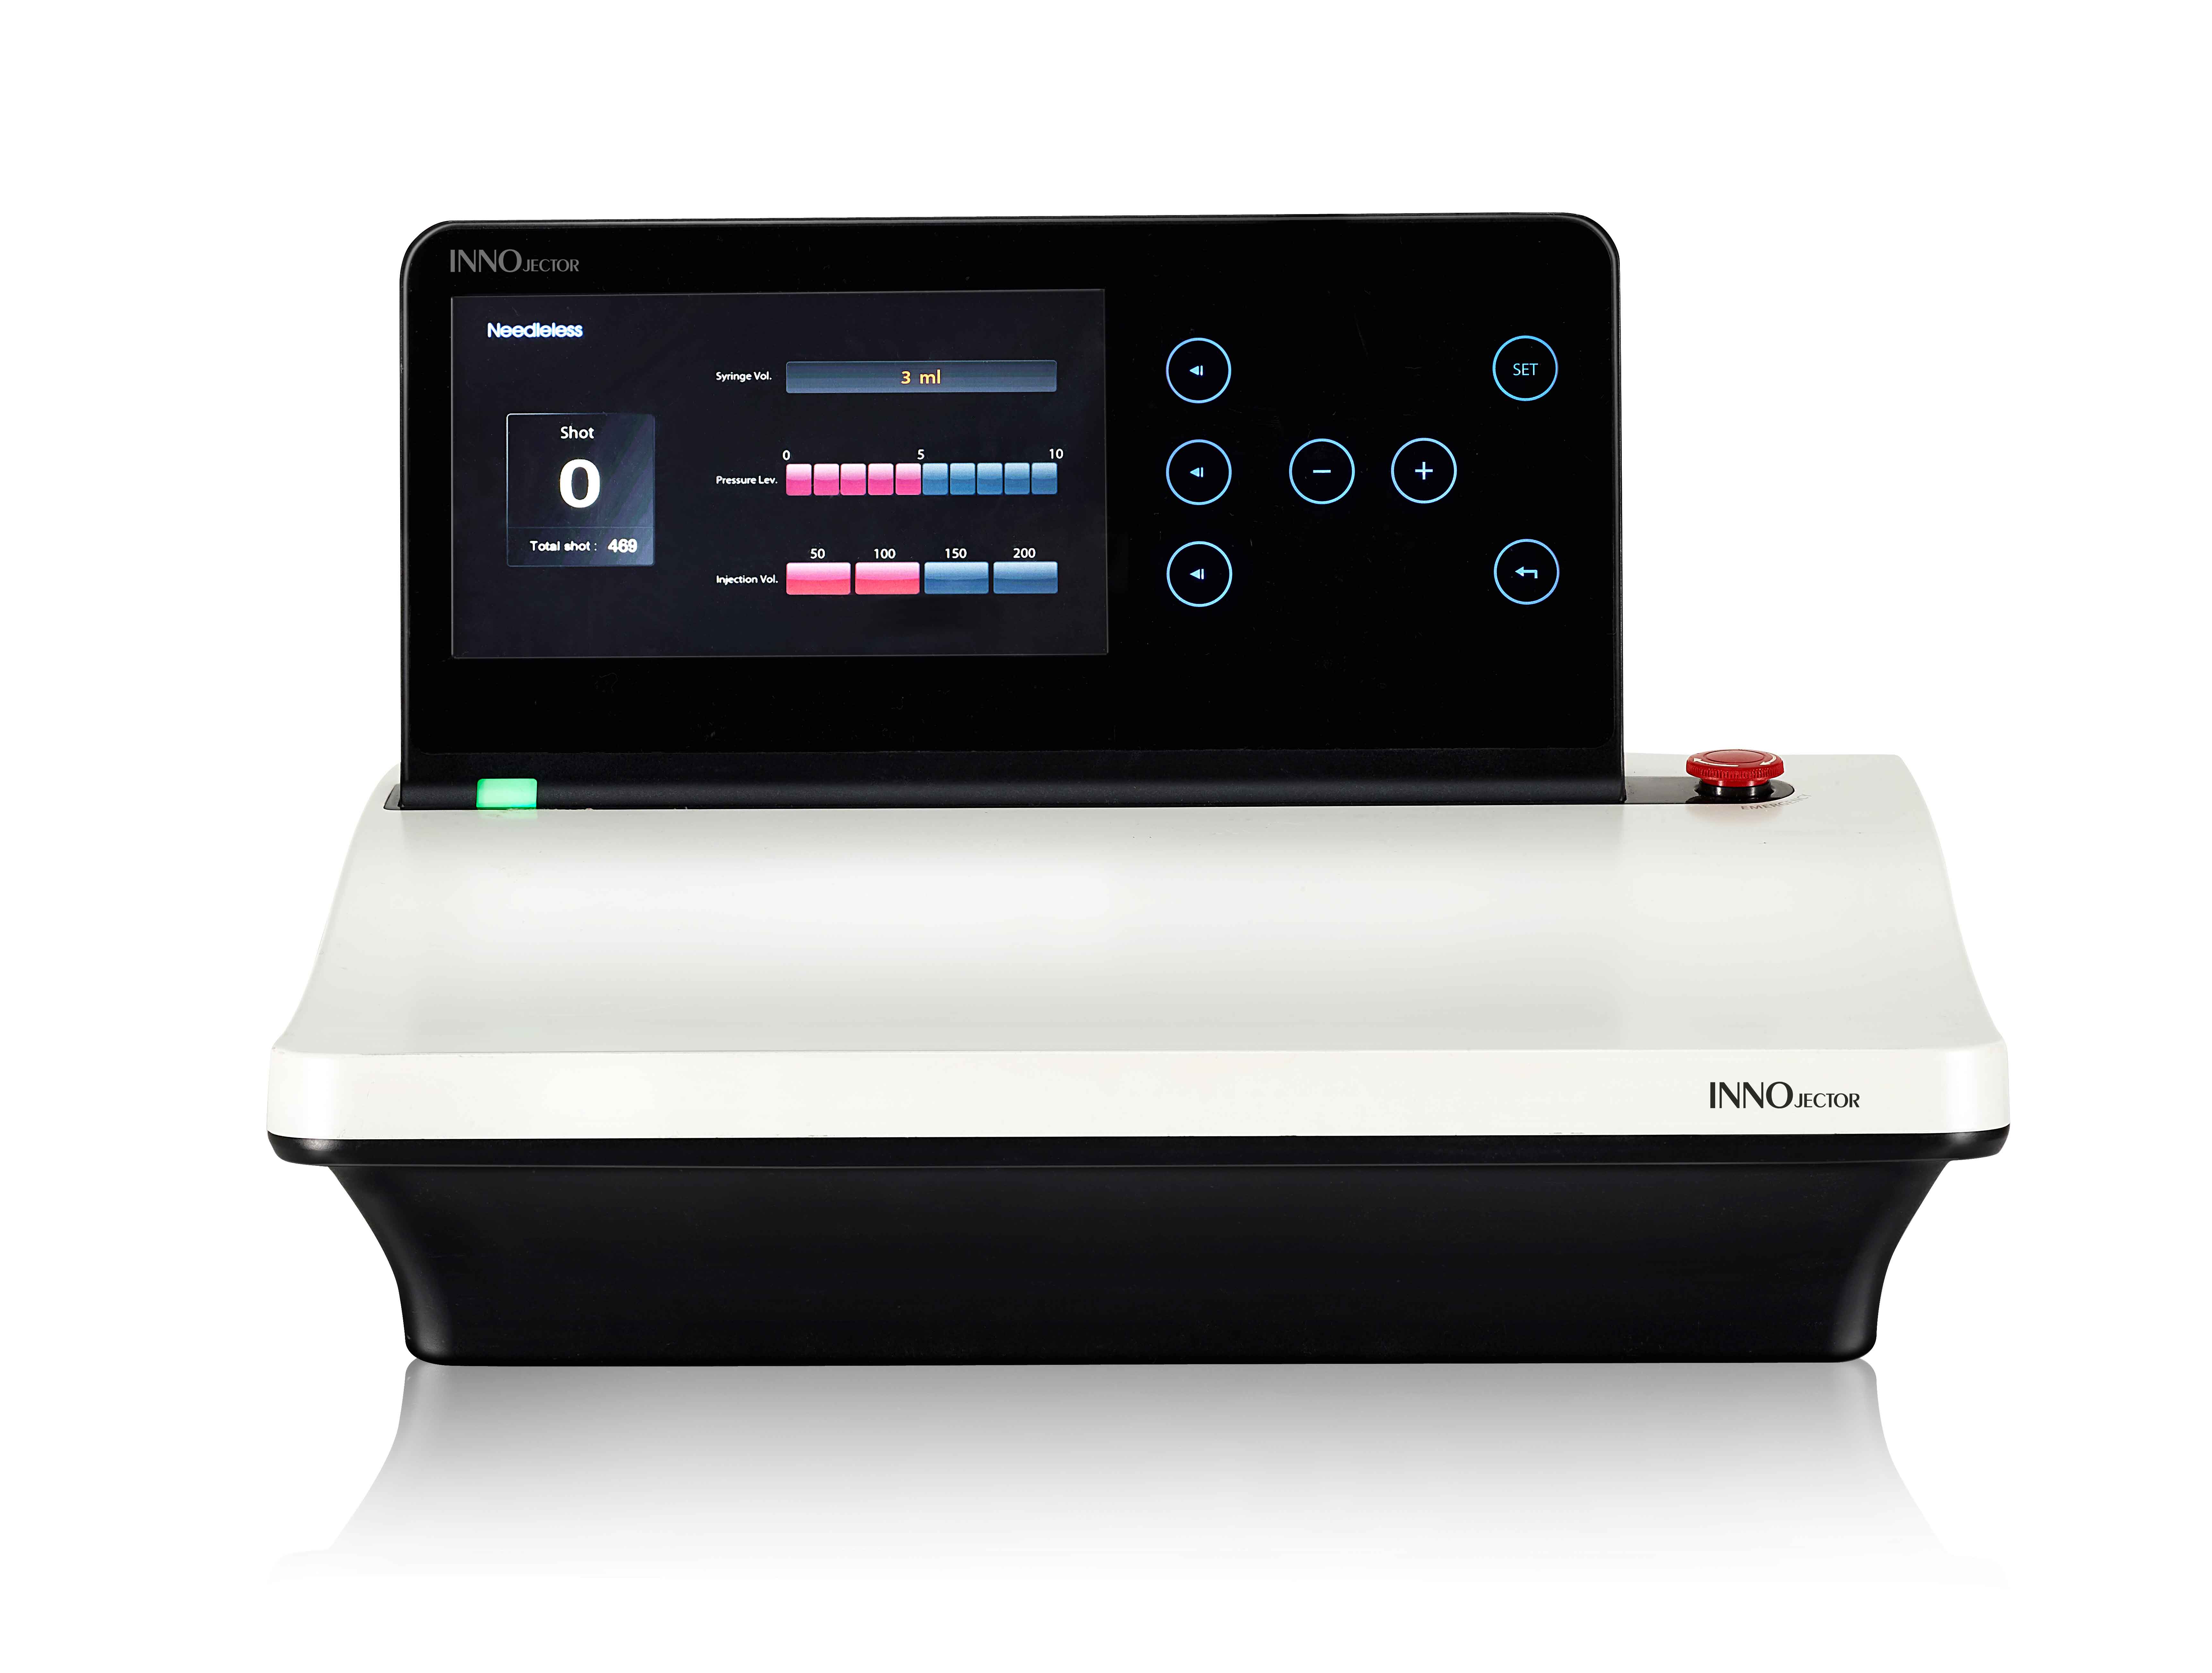 INNOJECTOR
Needleless
Syringe Vol. 3 ml
Shot
0
Total shot : 469
0 5 10
Pressure Lev.
50 100 150 200
Injection Vol.
SET
EMERGENCY
INNOJECTOR